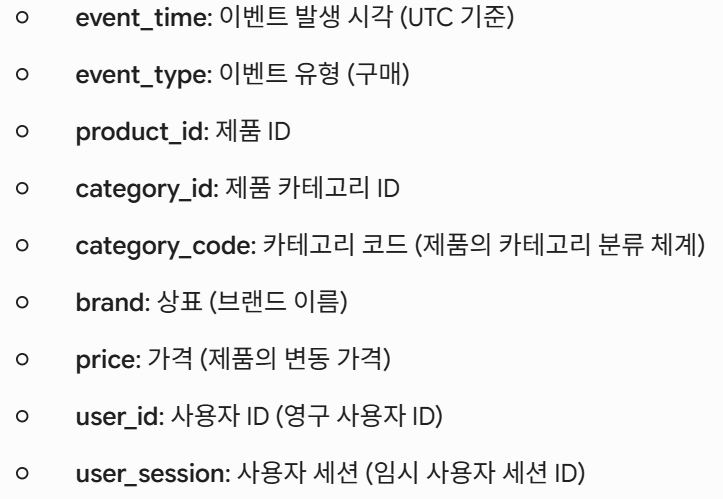 ○ event_time: 이벤트 발생 시각 (UTC 기준)
○ event_type: 이벤트 유형 (구매)
○ product_id: 제품 ID
○ category_id: 제품 카테고리 ID
○ category_code: 카테고리 코드 (제품의 카테고리 분류 체계)
○ brand: 상표 (브랜드 이름)
○ price: 가격 (제품의 변동 가격)
○ user_id: 사용자 ID (영구 사용자 ID)
○ user_session: 사용자 세션 (임시 사용자 세션 ID)